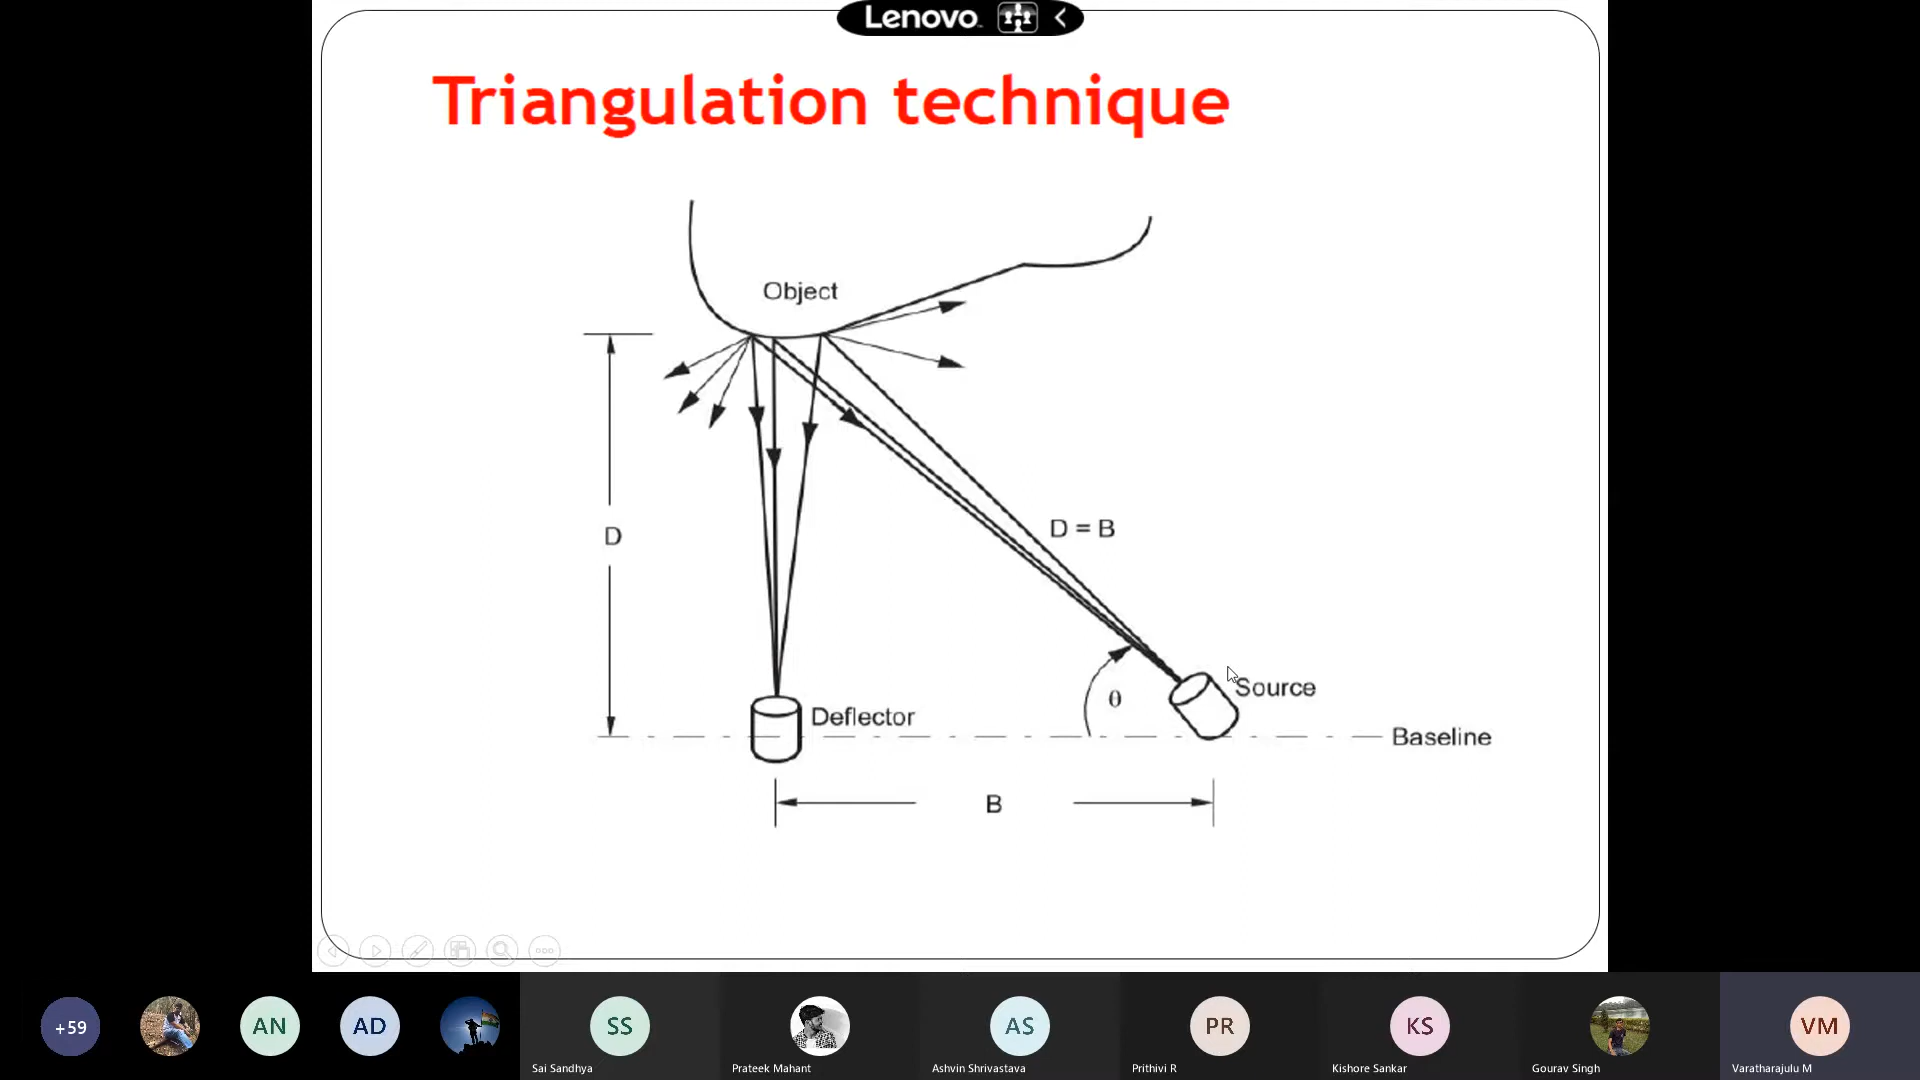 Lenovo
Triangulation technique
Object
D
D = B
θ
Source
Deflector
Baseline
B
+59
AN
AD
SS
AS
PR
KS
VM
Sai Sandhya
Prateek Mahant
Ashvin Shrivastava
Prithivi R
Kishore Sankar
Gourav Singh
Varatharajulu M